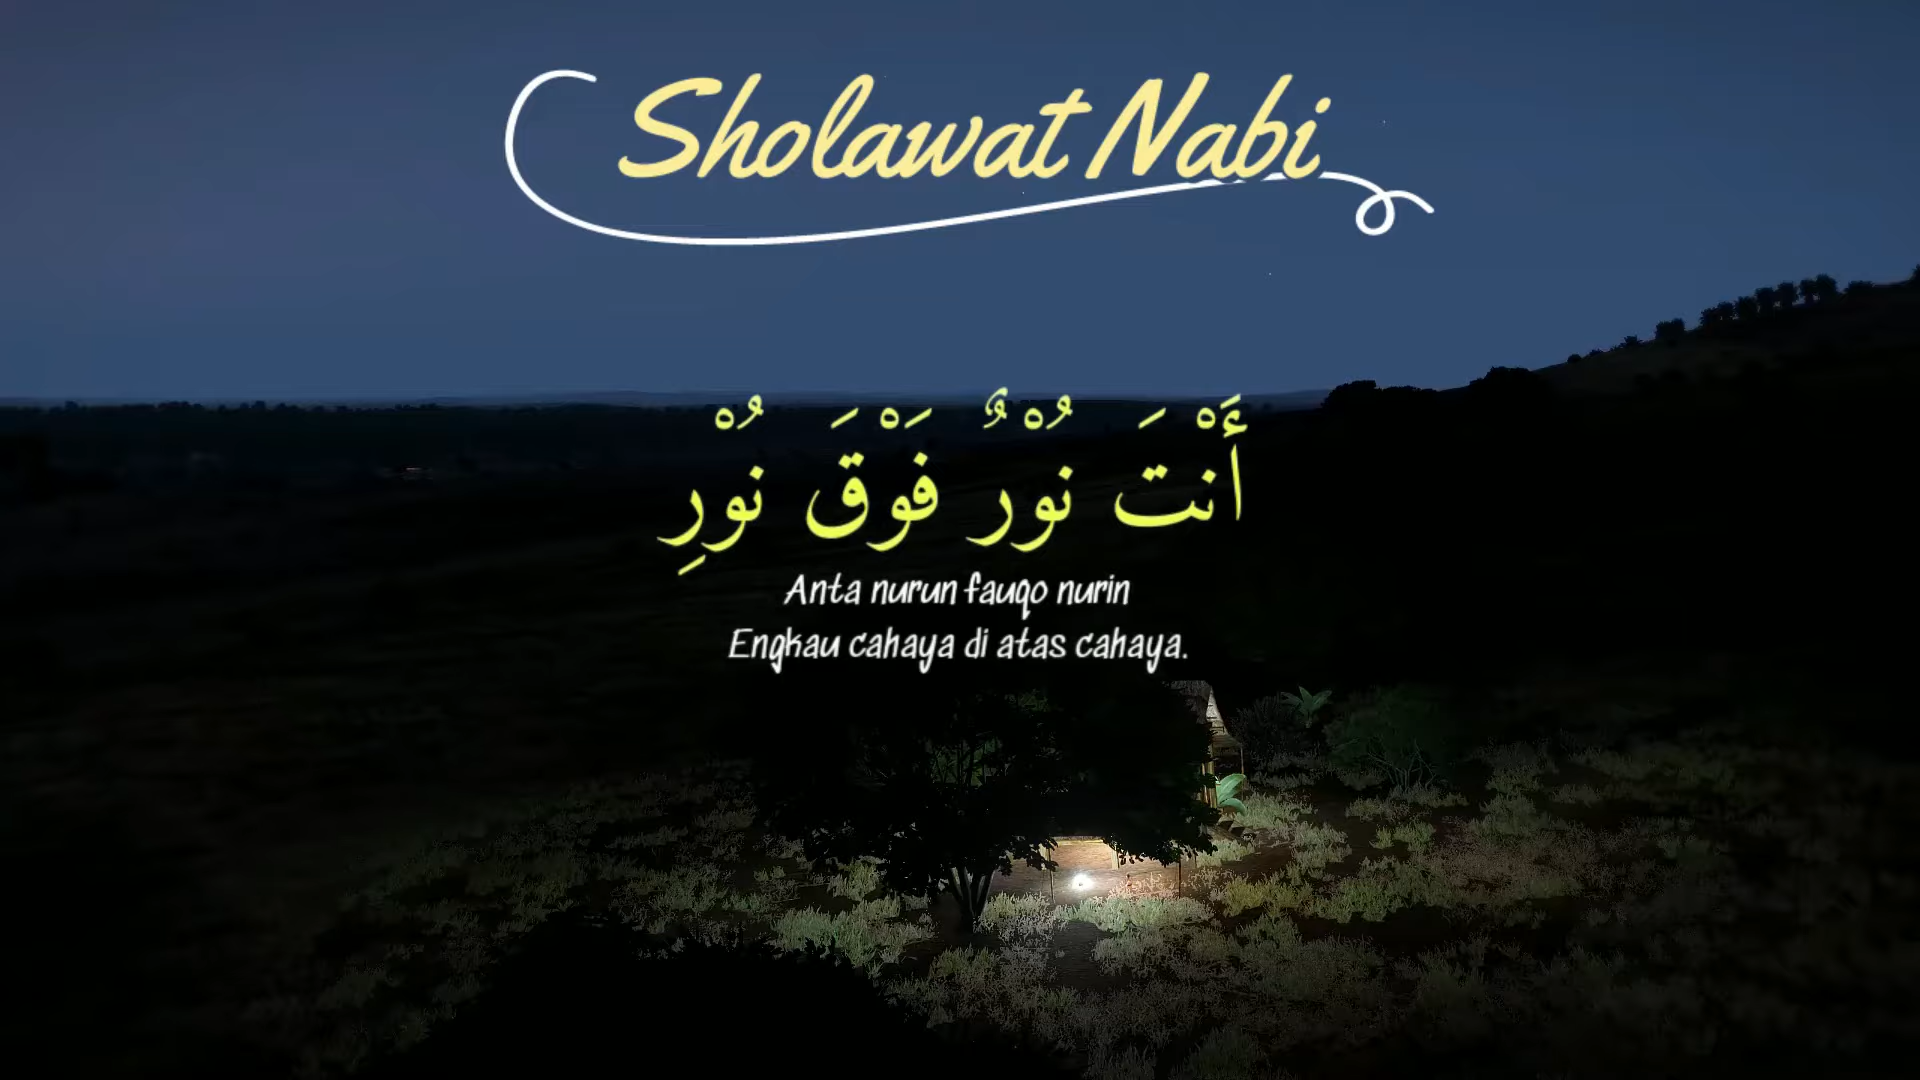 Sholawat Nabi
أَنْتَ نُوْرٌ فَوْقَ نُوْرِ
Anta nurun fauqo nurin
Engkau cahaya di atas cahaya.